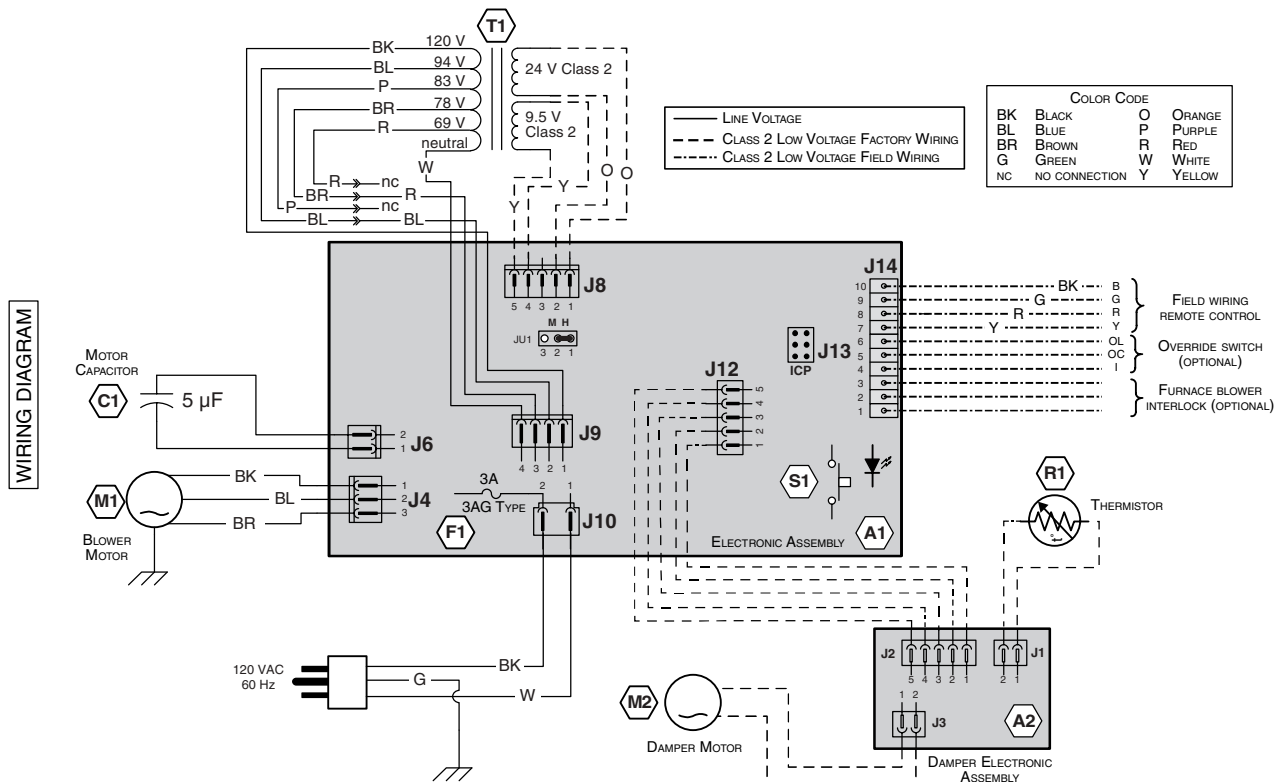 WIRING DIAGRAM
T1
BK 120 V
BL 94 V
P 83 V
BR 78 V
R 69 V
neutral
W
24 V Class 2
9.5 V
Class 2
R nc
BR R
P nc
BL BL
Y Y O O
LINE VOLTAGE
CLASS 2 LOW VOLTAGE FACTORY WIRING
CLASS 2 LOW VOLTAGE FIELD WIRING
COLOR CODE
BK BLACK O ORANGE
BL BLUE P PURPLE
BR BROWN R RED
G GREEN W WHITE
NC NO CONNECTION Y YELLOW
J8
5 4 3 2 1
M H
JU1
3 2 1
J14
10 BK B
9 G G
8 R R
7 Y Y
6 OL
5 OC
4 I
3
2
1
FIELD WIRING
REMOTE CONTROL
OVERRIDE SWITCH
(OPTIONAL)
FURNACE BLOWER
INTERLOCK (OPTIONAL)
J13
ICP
J12
5
4
3
2
1
MOTOR
CAPACITOR
C1
5 µF
2
1
J6
J9
4 3 2 1
M1
BLOWER
MOTOR
BK
BL
BR
1
2
3
J4
3A
3AG TYPE
F1
2 1
J10
S1
ELECTRONIC ASSEMBLY
A1
R1
THERMISTOR
t°
120 VAC
60 Hz
BK
G
W
J2
5 4 3 2 1
J1
2 1
1 2
J3
A2
M2
DAMPER MOTOR
DAMPER ELECTRONIC
ASSEMBLY